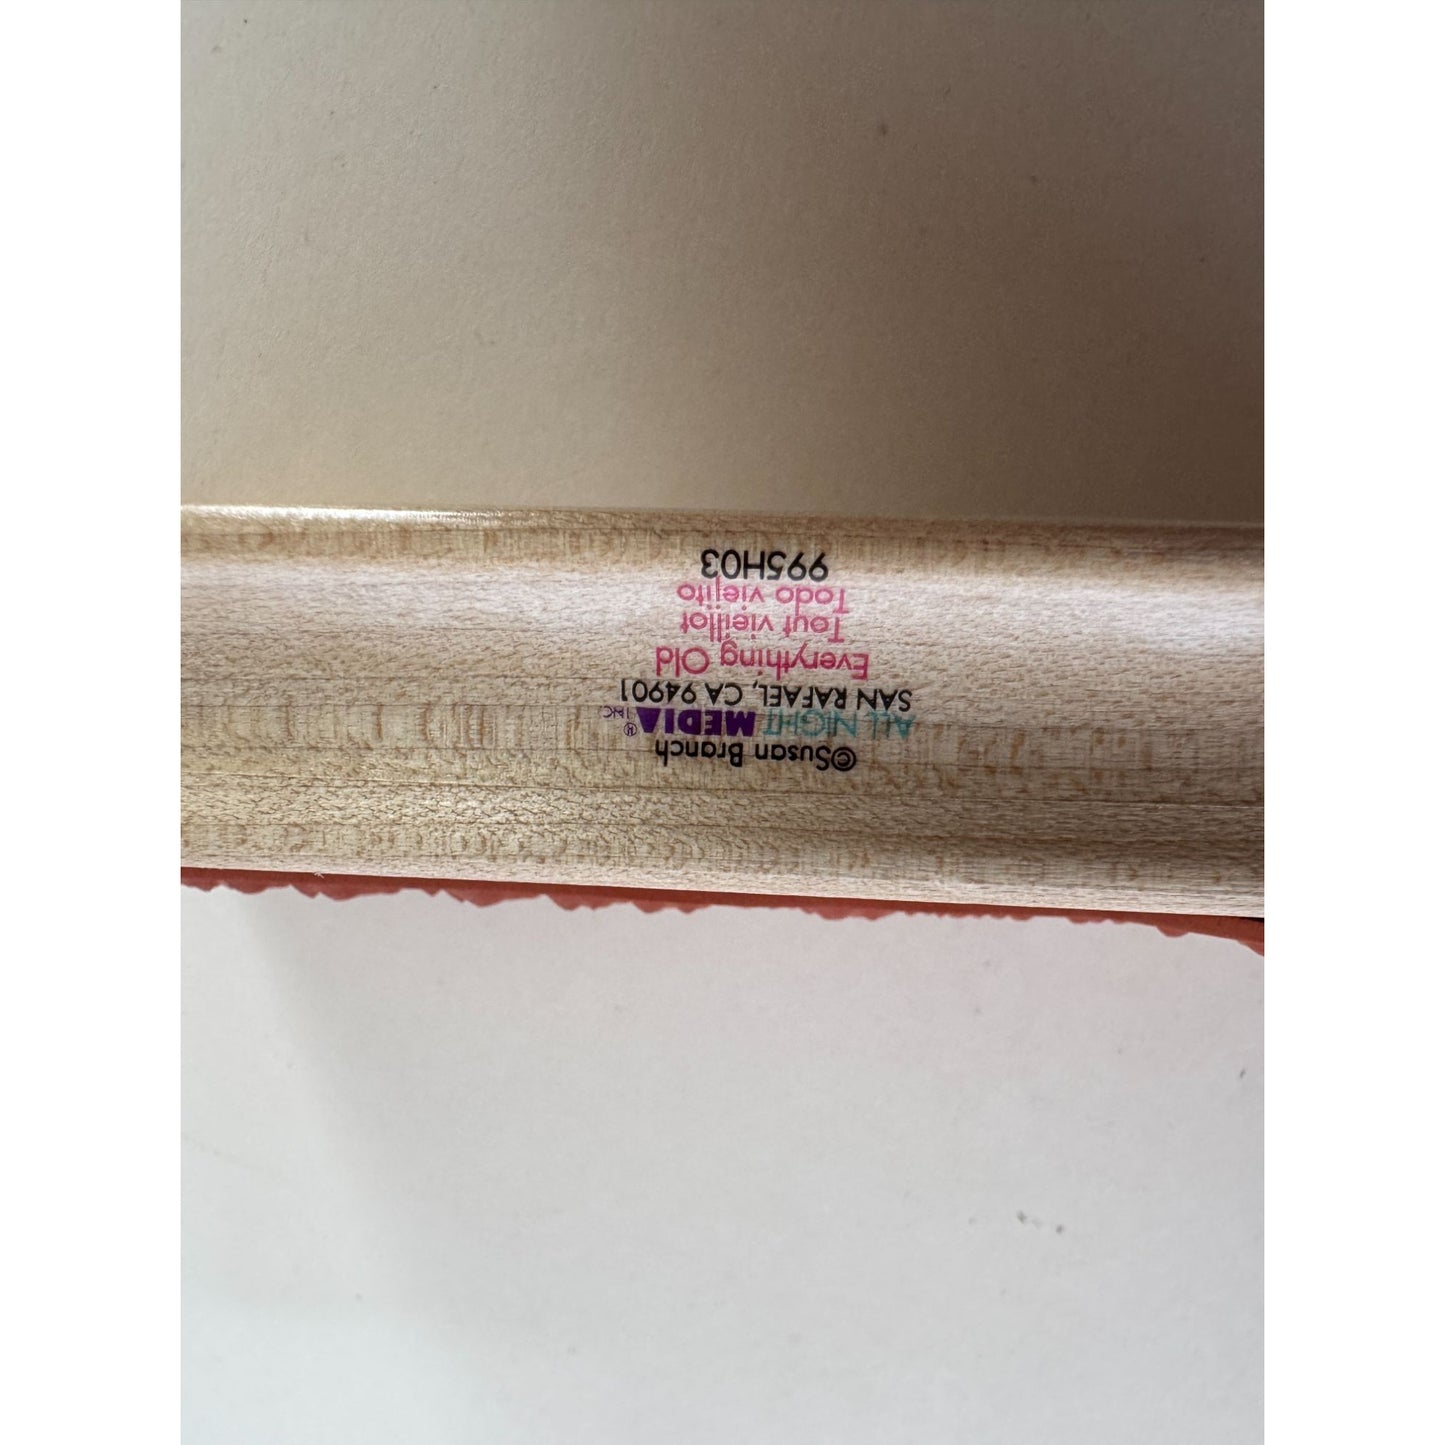 ©Susan Branch
ALL NIGHT MEDIA® INC
SAN RAFAEL, CA 94901
Everything Old
Tout vieillot
Todo viejito
995H03